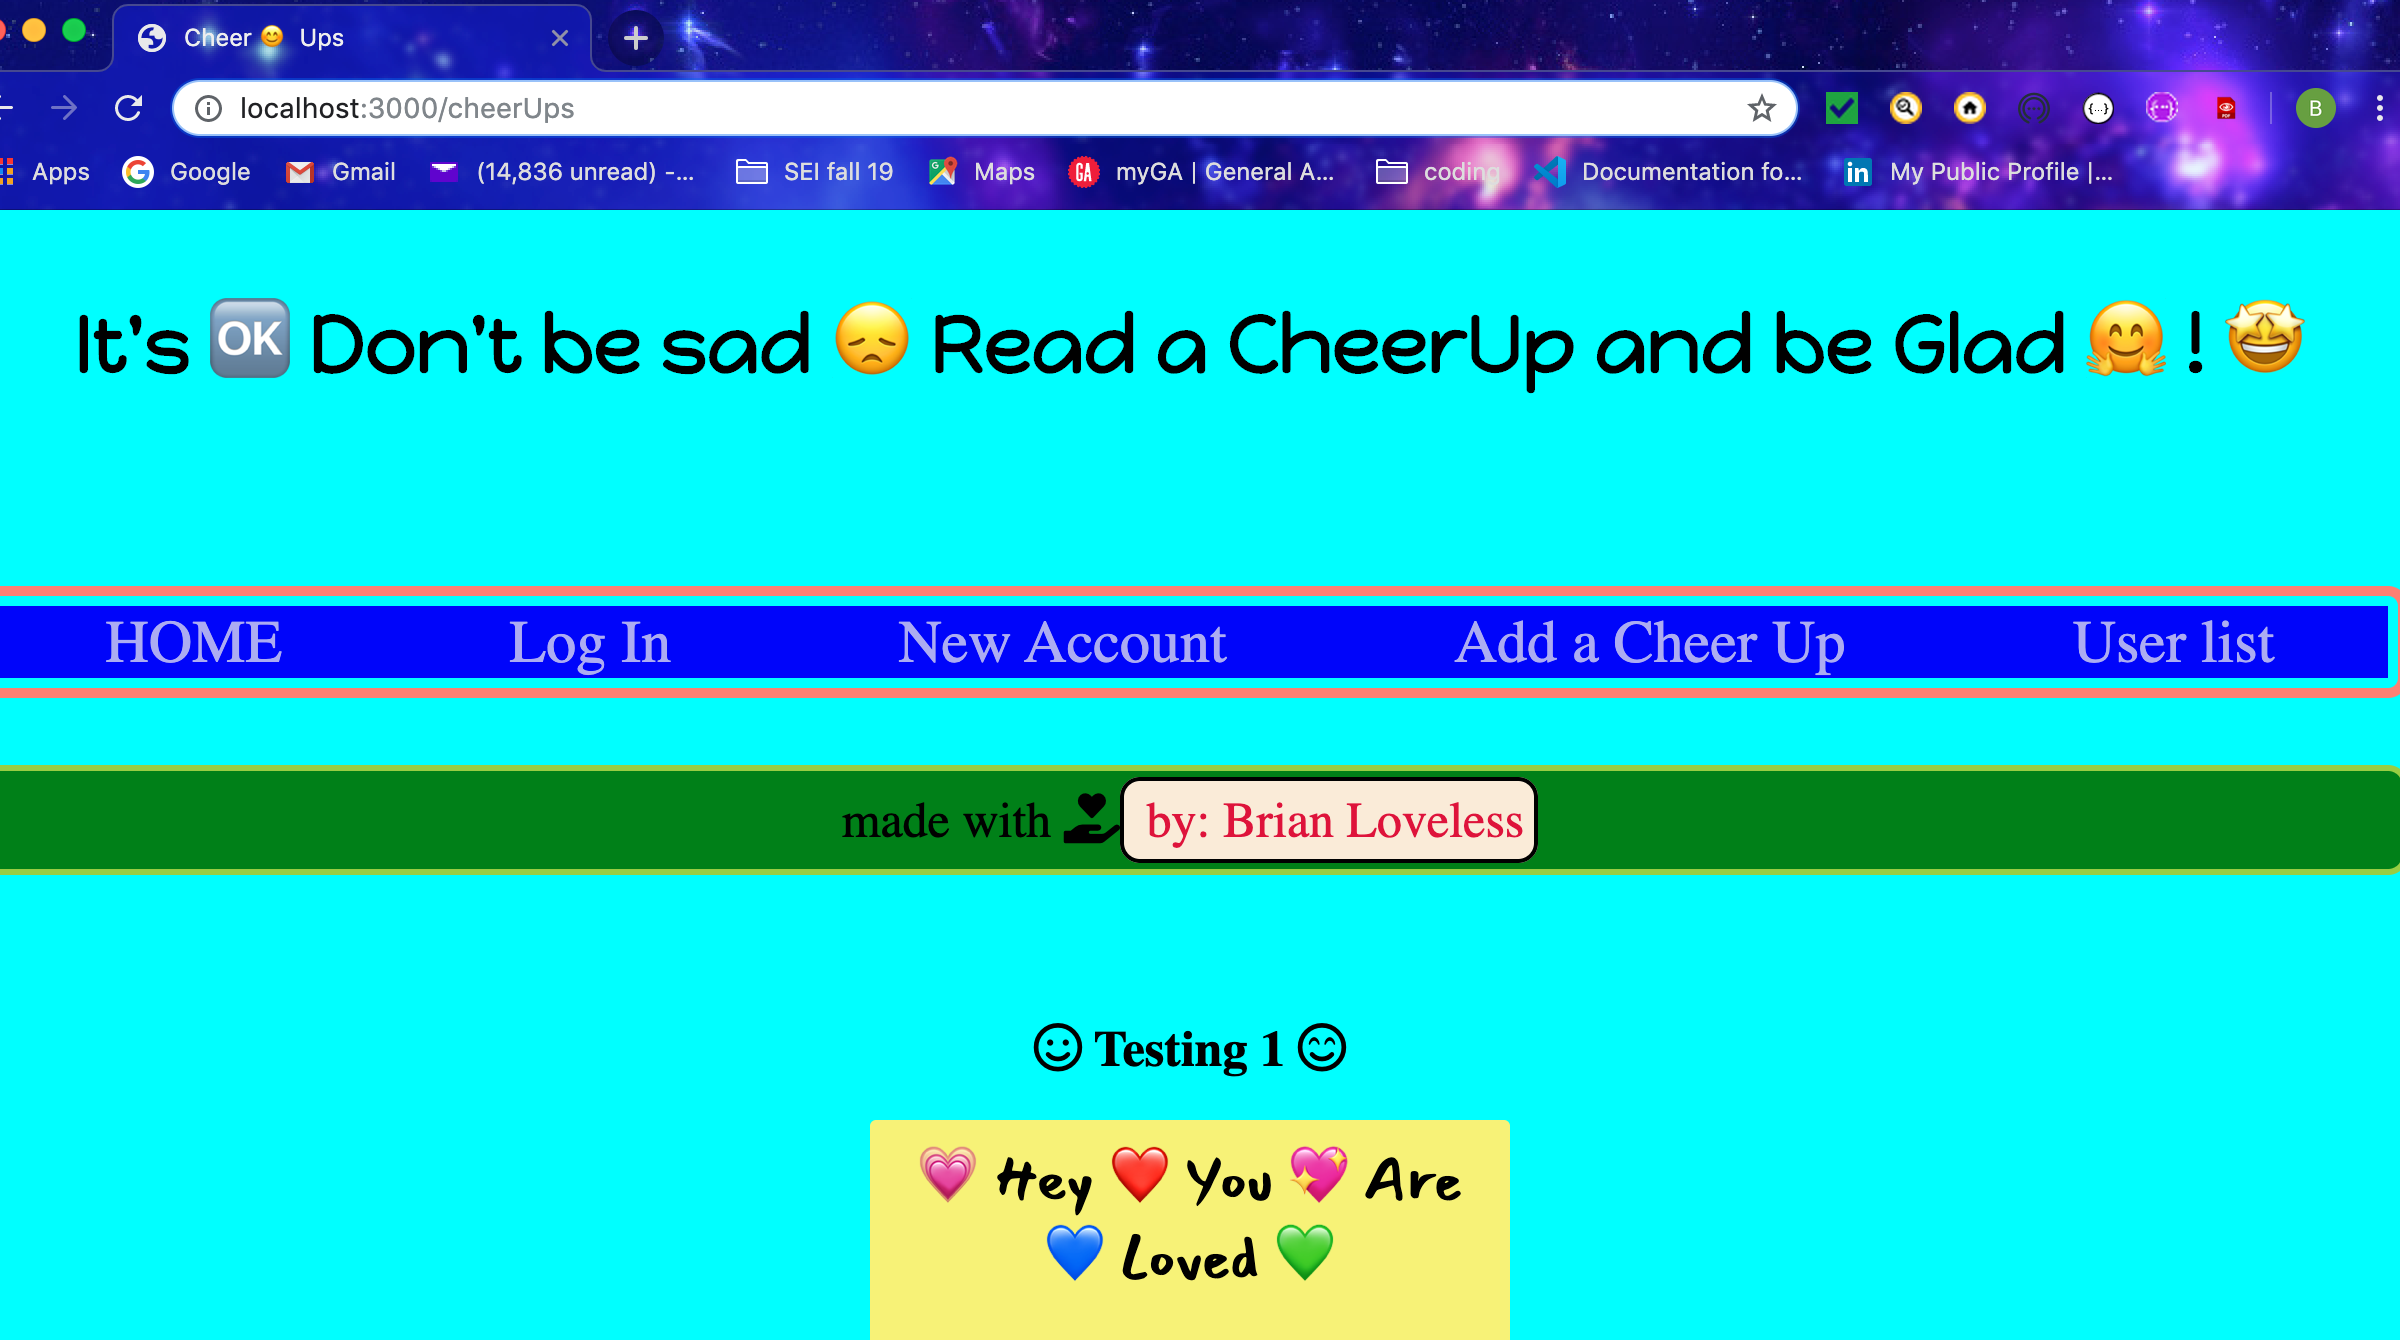 Cheer 😊 Ups
localhost:3000/cheerUps
B
Apps Google Gmail (14,836 unread) -... SEI fall 19 Maps GA myGA | General A... coding Documentation fo... in My Public Profile |...
It's 🆗 Don't be sad 😞 Read a CheerUp and be Glad 🤗 ! 🤩
HOME Log In New Account Add a Cheer Up User list
made with by: Brian Loveless
Testing 1
💗 Hey ❤️ You 💖 Are
💙 Loved 💚